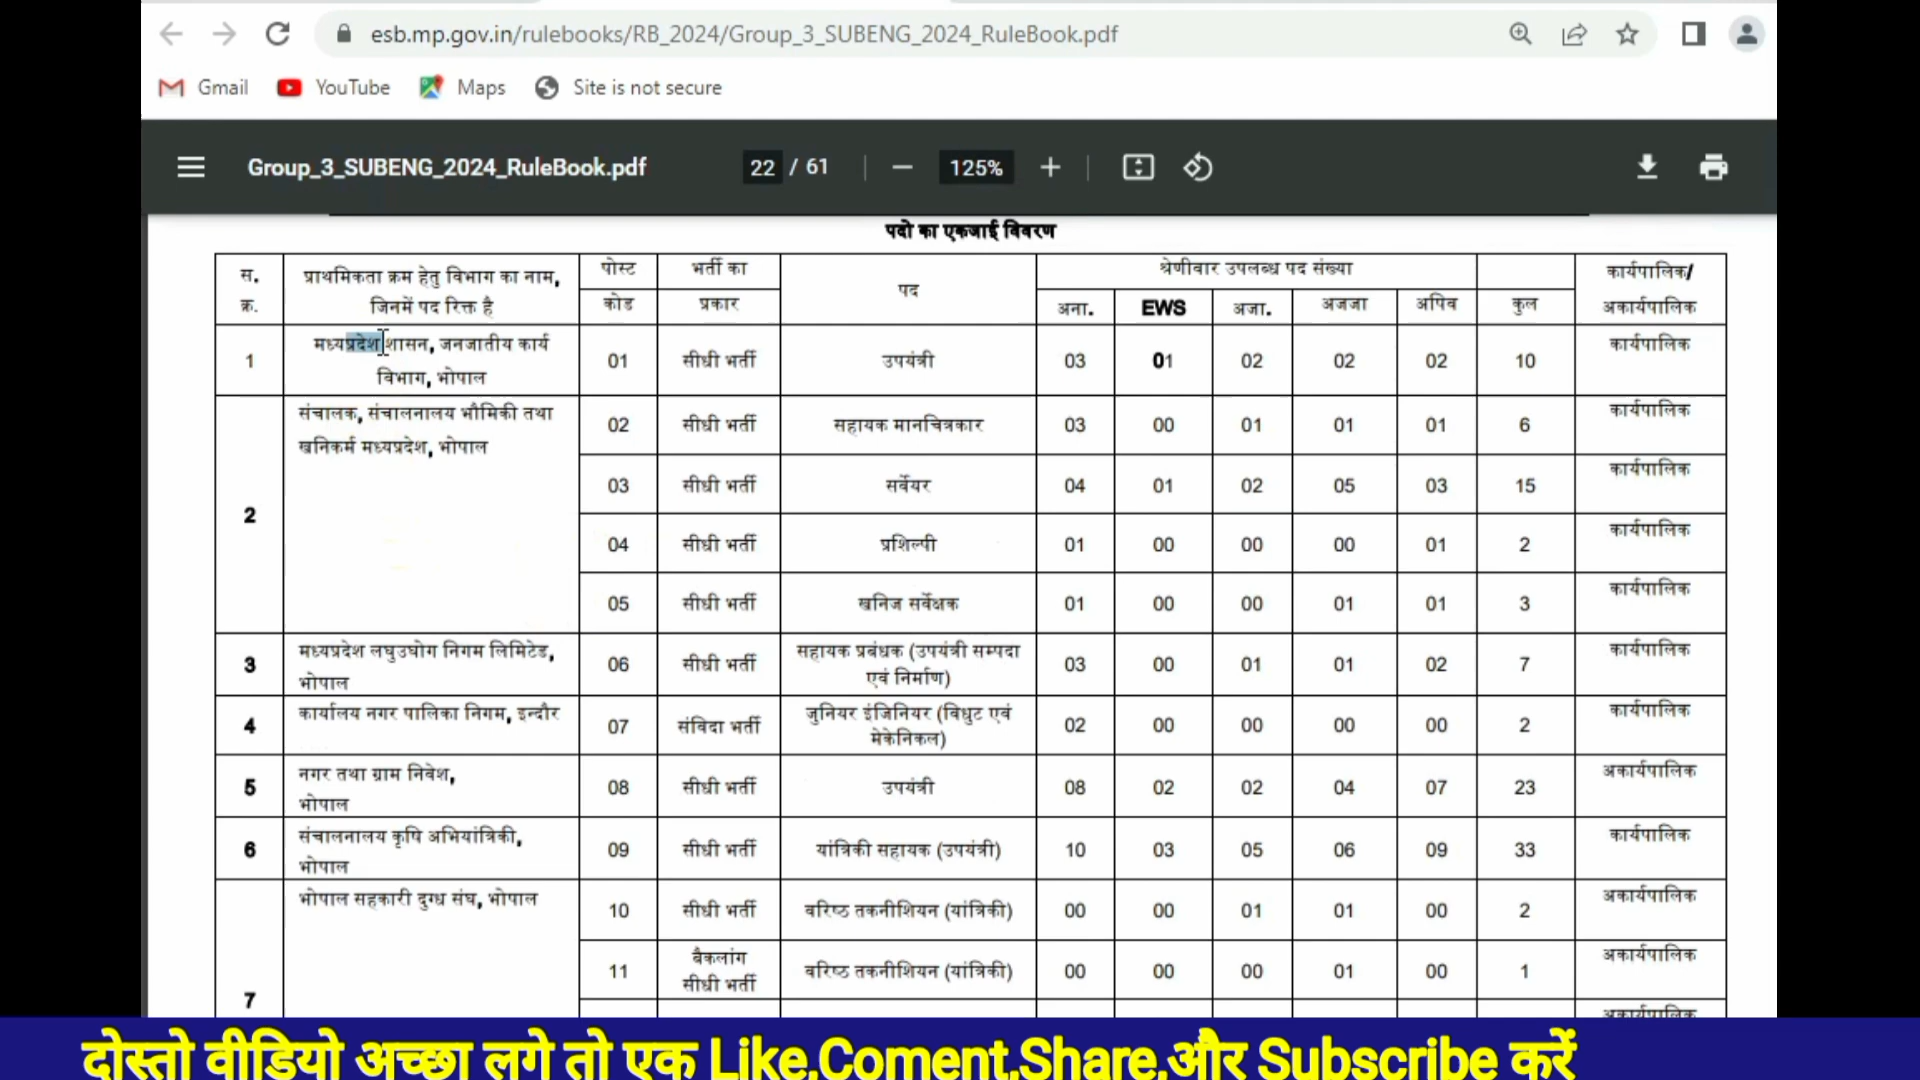 esb.mp.gov.in/rulebooks/RB_2024/Group_3_SUBENG_2024_RuleBook.pdf
Gmail YouTube Maps Site is not secure
Group_3_SUBENG_2024_RuleBook.pdf 22 / 61 125%
पदो का एकजाई विवरण
स. क्र. प्राथमिकता क्रम हेतु विभाग का नाम, जिनमें पद रिक्त है पोस्ट कोड भर्ती का प्रकार पद श्रेणीवार उपलब्ध पद संख्या कार्यपालिक/ अकार्यपालिक
अना. EWS अजा. अजजा अपिव कुल
1 मध्यप्रदेश शासन, जनजातीय कार्य विभाग, भोपाल 01 सीधी भर्ती उपयंत्री 03 01 02 02 02 10 कार्यपालिक
2 संचालक, संचालनालय भौमिकी तथा खनिकर्म मध्यप्रदेश, भोपाल 02 सीधी भर्ती सहायक मानचित्रकार 03 00 01 01 01 6 कार्यपालिक
03 सीधी भर्ती सर्वेयर 04 01 02 05 03 15 कार्यपालिक
04 सीधी भर्ती प्रशिल्पी 01 00 00 00 01 2 कार्यपालिक
05 सीधी भर्ती खनिज सर्वेक्षक 01 00 00 01 01 3 कार्यपालिक
3 मध्यप्रदेश लघुउघोग निगम लिमिटेड, भोपाल 06 सीधी भर्ती सहायक प्रबंधक (उपयंत्री सम्पदा एवं निर्माण) 03 00 01 01 02 7 कार्यपालिक
4 कार्यालय नगर पालिका निगम, इन्दौर 07 संविदा भर्ती जुनियर इंजिनियर (विधुट एवं मेकेनिकल) 02 00 00 00 00 2 कार्यपालिक
5 नगर तथा ग्राम निवेश, भोपाल 08 सीधी भर्ती उपयंत्री 08 02 02 04 07 23 अकार्यपालिक
6 संचालनालय कृषि अभियांत्रिकी, भोपाल 09 सीधी भर्ती यांत्रिकी सहायक (उपयंत्री) 10 03 05 06 09 33 कार्यपालिक
7 भोपाल सहकारी दुग्ध संघ, भोपाल 10 सीधी भर्ती वरिष्ठ तकनीशियन (यांत्रिकी) 00 00 01 01 00 2 अकार्यपालिक
11 बैकलांग सीधी भर्ती वरिष्ठ तकनीशियन (यांत्रिकी) 00 00 00 01 00 1 अकार्यपालिक
दोस्तो वीडियो अच्छा लगे तो एक Like,Coment,Share,और Subscribe करें